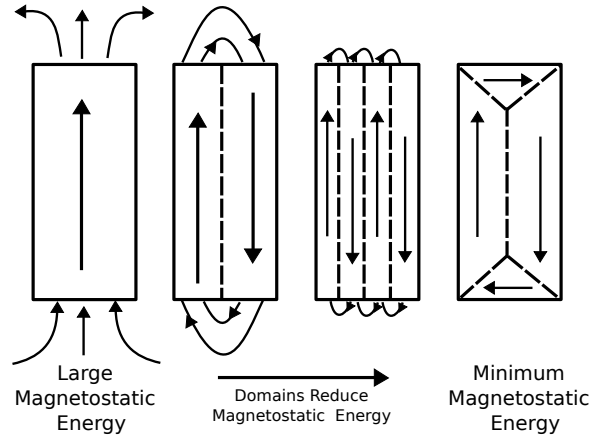 Large
Magnetostatic
Energy
Domains Reduce
Magnetostatic Energy
Minimum
Magnetostatic
Energy